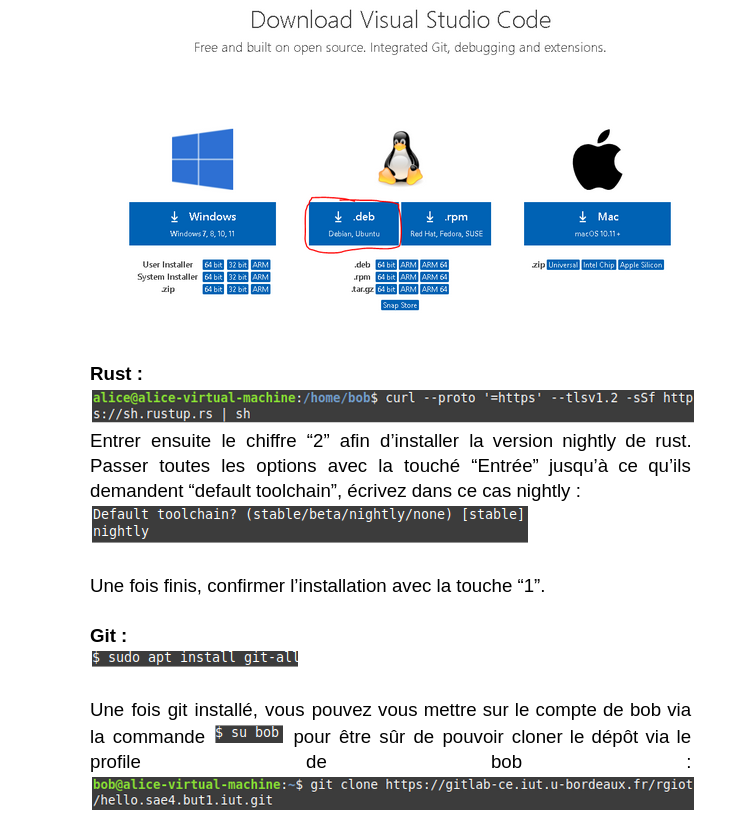 Download Visual Studio Code
Free and built on open source. Integrated Git, debugging and extensions.
Windows
Windows 7, 8, 10, 11
.deb
Debian, Ubuntu
.rpm
Red Hat, Fedora, SUSE
Mac
macOS 10.11+
User Installer 64 bit 32 bit ARM
System Installer 64 bit 32 bit ARM
.zip 64 bit 32 bit ARM
.deb 64 bit ARM ARM 64
.rpm 64 bit ARM ARM 64
.tar.gz 64 bit ARM ARM 64
Snap Store
.zip Universal Intel Chip Apple Silicon
Rust :
alice@alice-virtual-machine:/home/bob$ curl --proto '=https' --tlsv1.2 -sSf http
s://sh.rustup.rs | sh
Entrer ensuite le chiffre “2” afin d’installer la version nightly de rust.
Passer toutes les options avec la touché “Entrée” jusqu’à ce qu’ils
demandent “default toolchain”, écrivez dans ce cas nightly :
Default toolchain? (stable/beta/nightly/none) [stable]
nightly
Une fois finis, confirmer l’installation avec la touche “1”.
Git :
$ sudo apt install git-all
Une fois git installé, vous pouvez vous mettre sur le compte de bob via
la commande $ su bob pour être sûr de pouvoir cloner le dépôt via le
profile de bob :
bob@alice-virtual-machine:~$ git clone https://gitlab-ce.iut.u-bordeaux.fr/rgiot
/hello.sae4.but1.iut.git